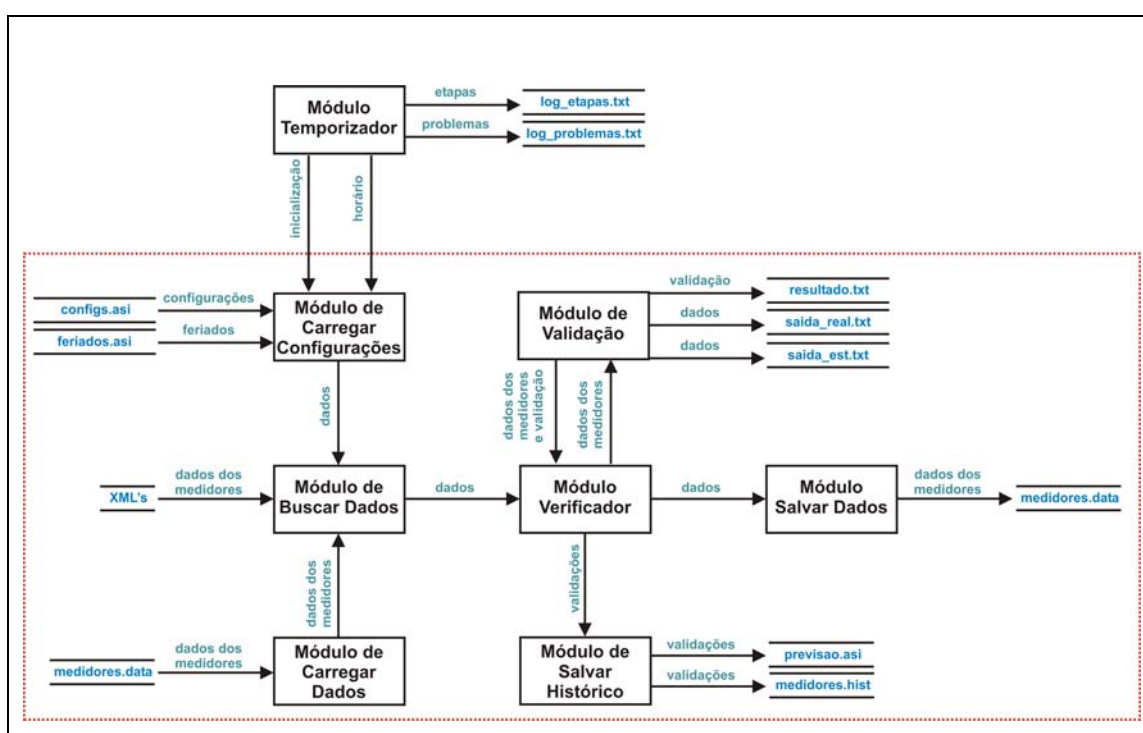 Módulo
Temporizador
etapas
log_etapas.txt
problemas
log_problemas.txt
inicialização
horário
configs.asi
configurações
feriados.asi
feriados
Módulo de
Carregar
Configurações
Módulo de
Validação
validação
resultado.txt
dados
saida_real.txt
dados
saida_est.txt
dados
dados dos
medidores
e validação
dados dos
medidores
XML's
dados dos
medidores
Módulo de
Buscar Dados
dados
Módulo
Verificador
dados
Módulo
Salvar Dados
dados dos
medidores
medidores.data
dados dos
medidores
validações
medidores.data
dados dos
medidores
Módulo de
Carregar
Dados
Módulo de
Salvar
Histórico
validações
previsao.asi
validações
medidores.hist